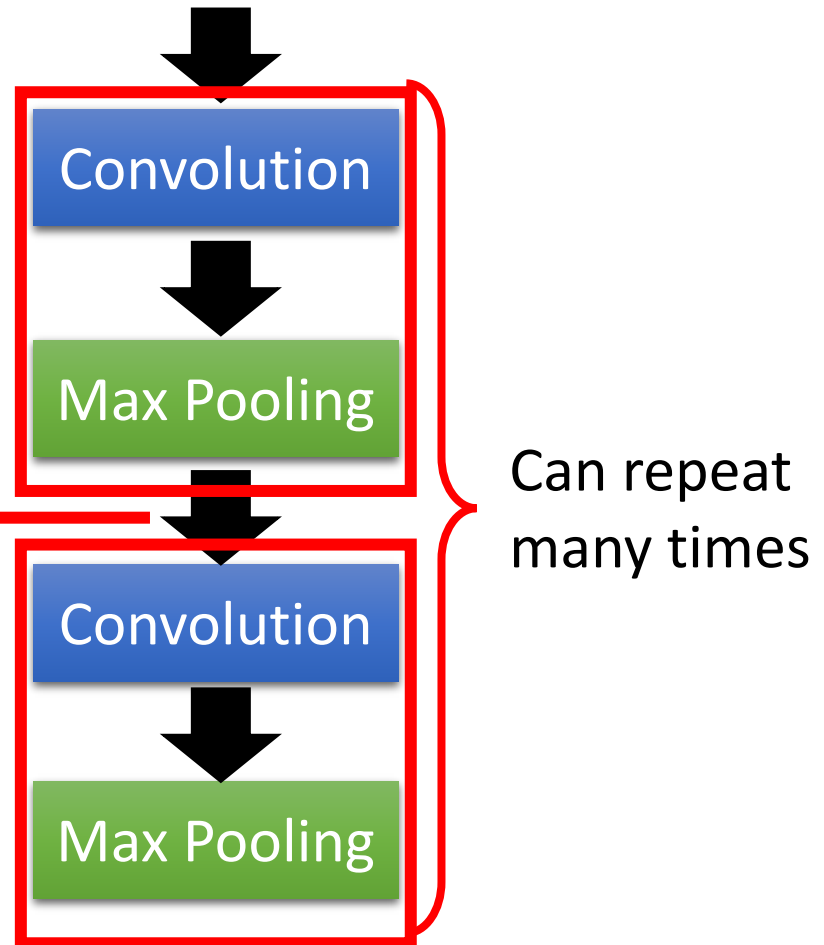 Convolution
Max Pooling
Can repeat
many times
Convolution
Max Pooling